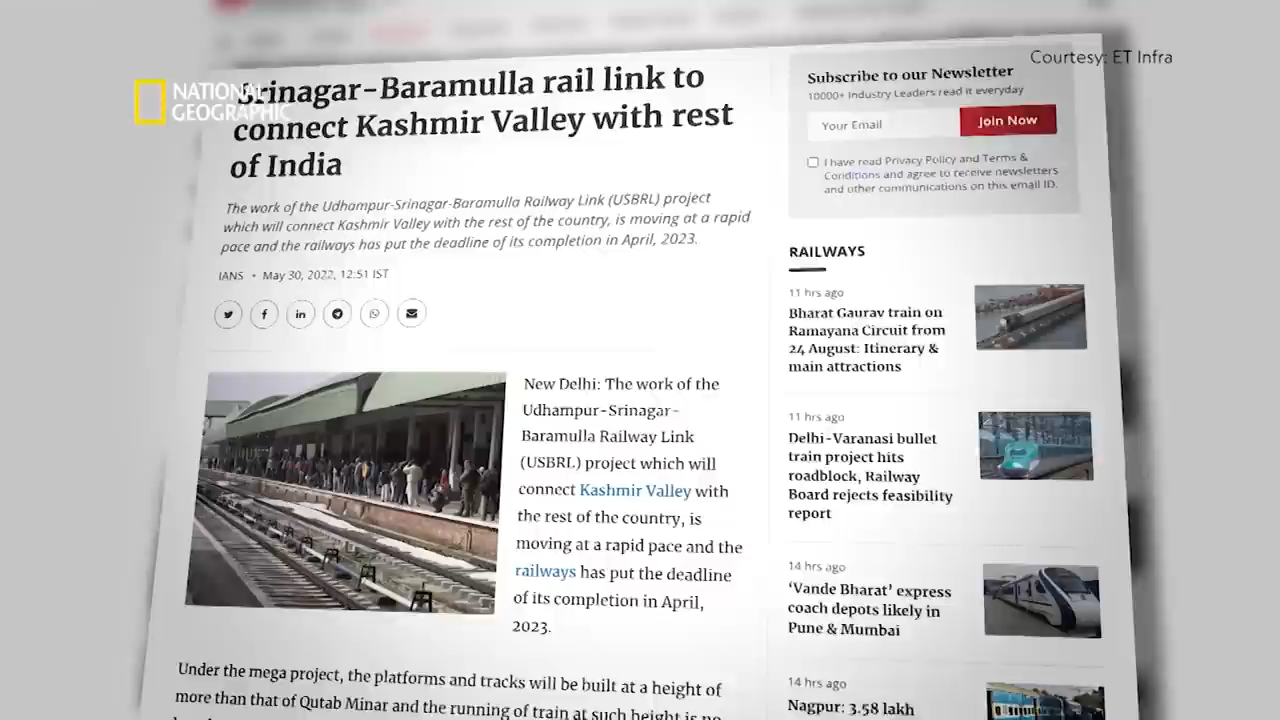 Courtesy: ET Infra
NATIONAL
GEOGRAPHIC
Srinagar-Baramulla rail link to
connect Kashmir Valley with rest
of India
The work of the Udhampur-Srinagar-Baramulla Railway Link (USBRL) project
which will connect Kashmir Valley with the rest of the country, is moving at a rapid
pace and the railways has put the deadline of its completion in April, 2023.
IANS • May 30, 2022, 12:51 IST
New Delhi: The work of the
Udhampur-Srinagar-
Baramulla Railway Link
(USBRL) project which will
connect Kashmir Valley with
the rest of the country, is
moving at a rapid pace and the
railways has put the deadline
of its completion in April,
2023.
Under the mega project, the platforms and tracks will be built at a height of
more than that of Qutab Minar and the running of train at such height is no
Subscribe to our Newsletter
10000+ Industry Leaders read it everyday
Your Email
Join Now
I have read Privacy Policy and Terms &
Conditions and agree to receive newsletters
and other communications on this email ID.
RAILWAYS
11 hrs ago
Bharat Gaurav train on
Ramayana Circuit from
24 August: Itinerary &
main attractions
11 hrs ago
Delhi-Varanasi bullet
train project hits
roadblock, Railway
Board rejects feasibility
report
14 hrs ago
‘Vande Bharat’ express
coach depots likely in
Pune & Mumbai
14 hrs ago
Nagpur: 3.58 lakh